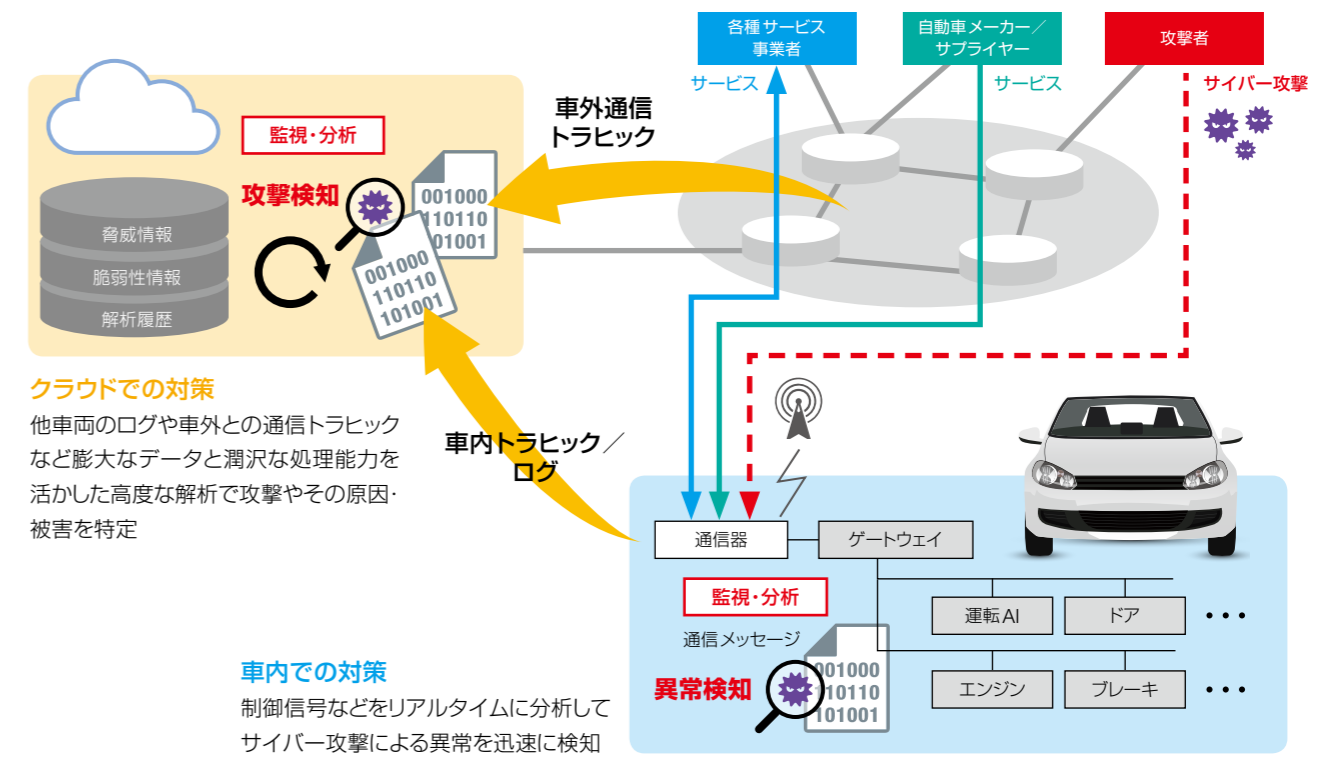 各種サービス
事業者
自動車メーカー／
サプライヤー
攻撃者
サービス
サービス
サイバー攻撃
車外通信
トラヒック
監視・分析
攻撃検知
001000
110110
101001
001000
110110
101001
脅威情報
脆弱性情報
解析履歴
クラウドでの対策
他車両のログや車外との通信トラヒック
など膨大なデータと潤沢な処理能力を
活かした高度な解析で攻撃やその原因・
被害を特定
車内トラヒック／
ログ
通信器
ゲートウェイ
監視・分析
運転AI
ドア
・・・
通信メッセージ
異常検知
001000
110110
101001
エンジン
ブレーキ
・・・
車内での対策
制御信号などをリアルタイムに分析して
サイバー攻撃による異常を迅速に検知